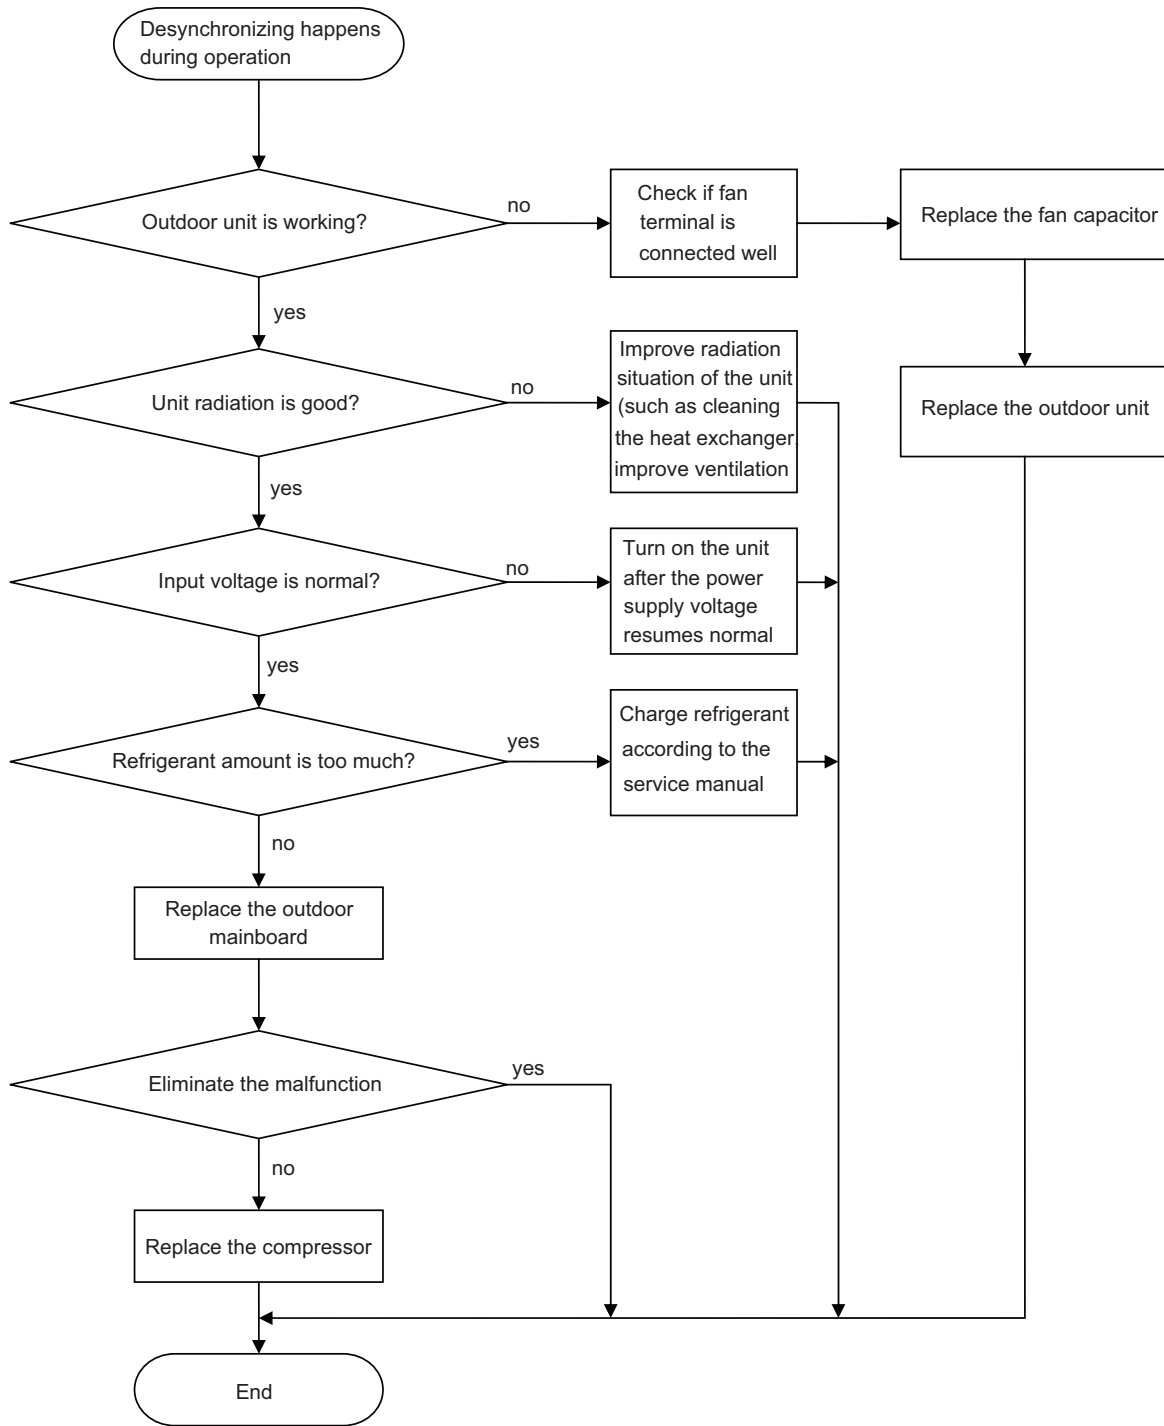 Desynchronizing happens
during operation
Outdoor unit is working?
no
Check if fan
terminal is
connected well
Replace the fan capacitor
yes
Unit radiation is good?
no
Improve radiation
situation of the unit
(such as cleaning
the heat exchanger,
improve ventilation
Replace the outdoor unit
yes
Input voltage is normal?
no
Turn on the unit
after the power
supply voltage
resumes normal
yes
Refrigerant amount is too much?
yes
Charge refrigerant
according to the
service manual
no
Replace the outdoor
mainboard
Eliminate the malfunction
yes
no
Replace the compressor
End